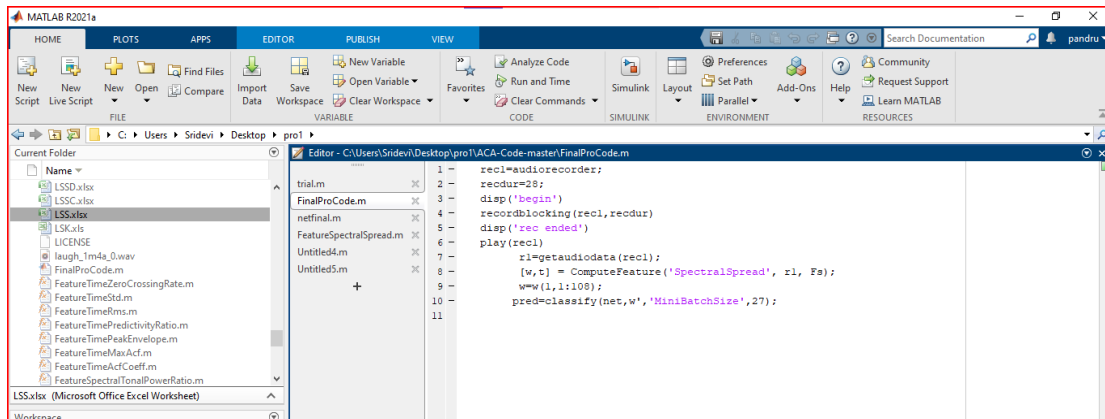 MATLAB R2021a
HOME PLOTS APPS EDITOR PUBLISH VIEW Search Documentation pandru
New Script
New Live Script
New
Open
Find Files
Compare
Import Data
Save Workspace
New Variable
Open Variable
Clear Workspace
Favorites
Analyze Code
Run and Time
Clear Commands
Simulink
Layout
Preferences
Set Path
Parallel
Add-Ons
Help
Community
Request Support
Learn MATLAB
FILE VARIABLE CODE SIMULINK ENVIRONMENT RESOURCES
C: Users Sridevi Desktop pro1
Current Folder
Name
LSSD.xlsx
LSSC.xlsx
LSS.xlsx
LSK.xls
LICENSE
laugh_1m4a_0.wav
FinalProCode.m
FeatureTimeZeroCrossingRate.m
FeatureTimeStd.m
FeatureTimeRms.m
FeatureTimePredictivityRatio.m
FeatureTimePeakEnvelope.m
FeatureTimeMaxAcf.m
FeatureTimeAcfCoeff.m
FeatureSpectralTonalPowerRatio.m
LSS.xlsx (Microsoft Office Excel Worksheet)
Workspace
Editor - C:\Users\Sridevi\Desktop\pro1\ACA-Code-master\FinalProCode.m
trial.m
FinalProCode.m
netfinal.m
FeatureSpectralSpread.m
Untitled4.m
Untitled5.m
+
1 - rec1=audiorecorder;
2 - recdur=28;
3 - disp('begin')
4 - recordblocking(rec1,recdur)
5 - disp('rec ended')
6 - play(rec1)
7 - r1=getaudiodata(rec1);
8 - [w,t] = ComputeFeature('SpectralSpread', r1, Fs);
9 - w=w(1,1:108);
10 - pred=classify(net,w','MiniBatchSize',27);
11